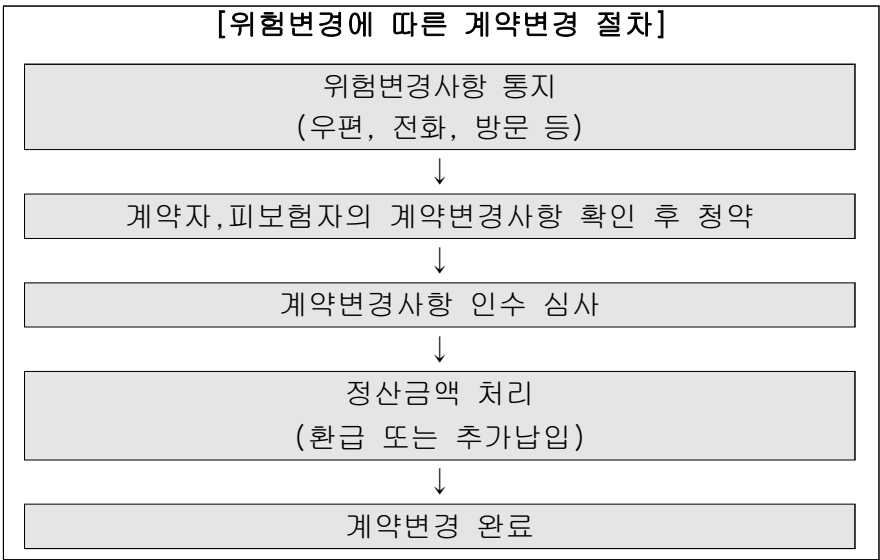 [위험변경에 따른 계약변경 절차]
위험변경사항 통지
(우편, 전화, 방문 등)
↓
계약자,피보험자의 계약변경사항 확인 후 청약
↓
계약변경사항 인수 심사
↓
정산금액 처리
(환급 또는 추가납입)
↓
계약변경 완료